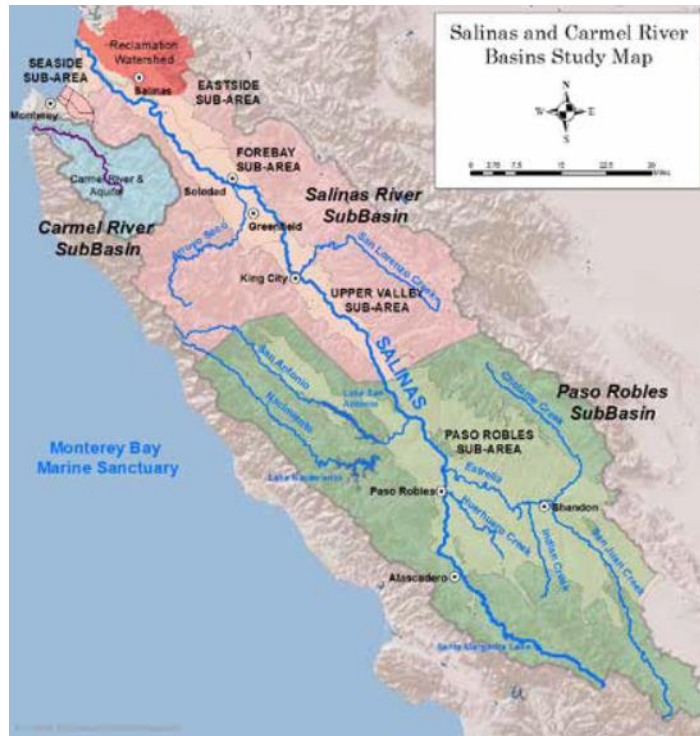 Salinas and Carmel River
Basins Study Map
N
W
E
S
Reclamation
Watershed
SEASIDE
SUB-AREA
Salinas
EASTSIDE
SUB-AREA
Monterey
FOREBAY
SUB-AREA
Carmel River &
Aquifer
Soledad
Salinas River
SubBasin
Carmel River
SubBasin
Greenfield
Arroyo Seco
San Lorenzo Creek
King City
UPPER VALLEY
SUB-AREA
SALINAS
San Antonio
Nacimiento
Lake San
Antonio
Cholame Creek
Paso Robles
SubBasin
Monterey Bay
Marine Sanctuary
PASO ROBLES
SUB-AREA
Estrella
Lake Nacimiento
Paso Robles
Shandon
Huerhuero Creek
Indian Creek
San Juan Creek
Atascadero
Santa Margarita Lake